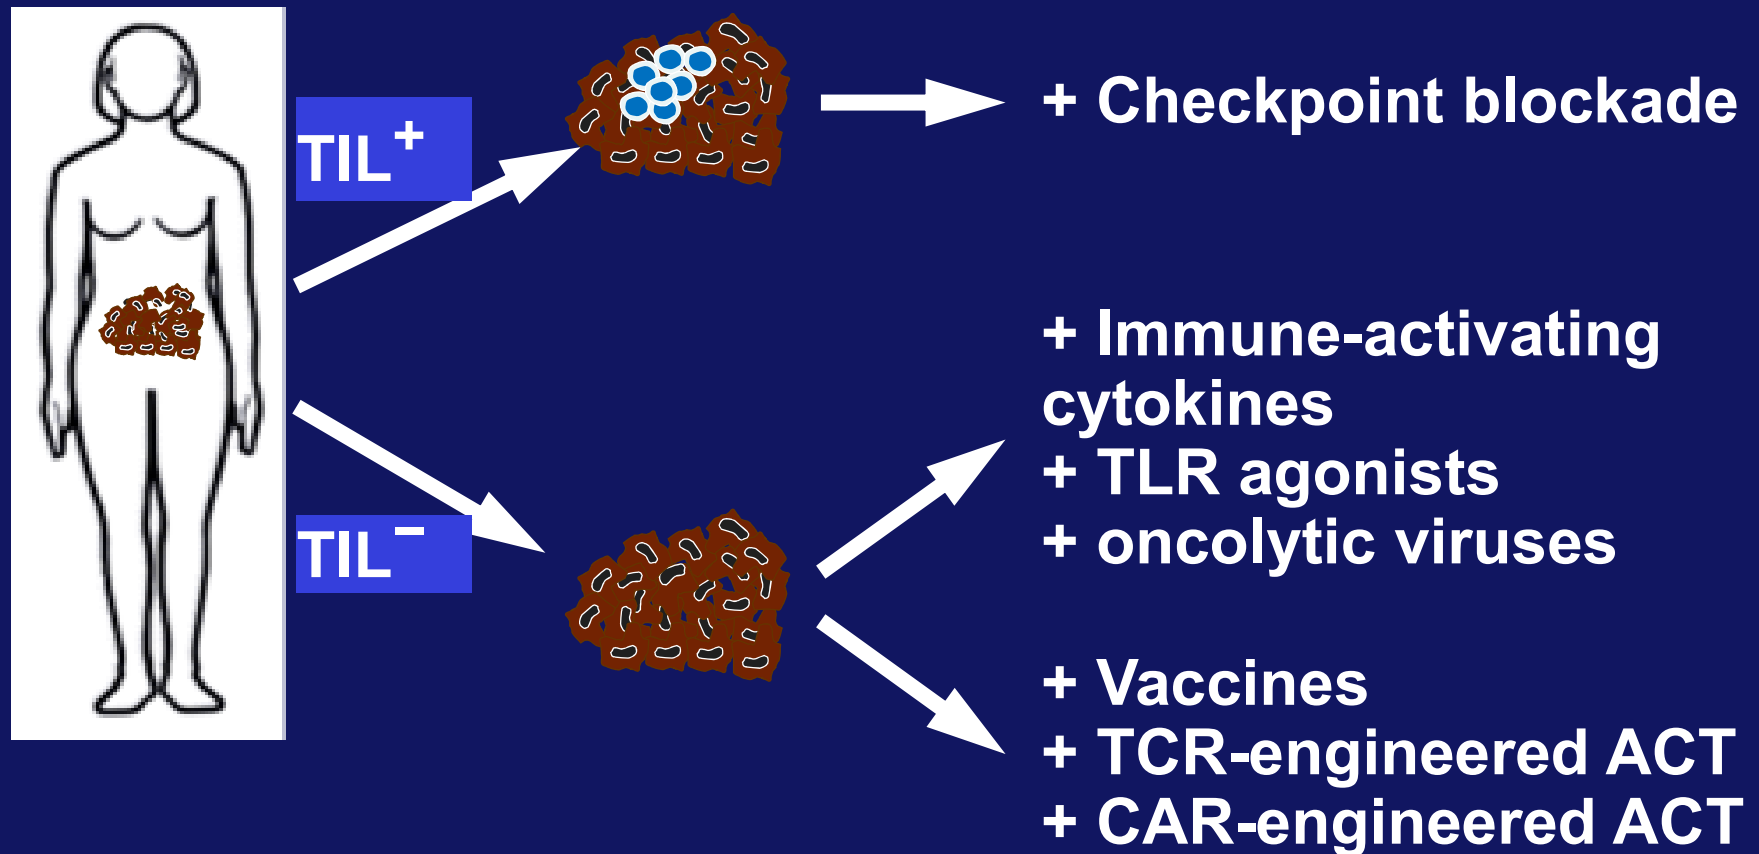 TIL+
+ Checkpoint blockade
+ Immune-activating
cytokines
+ TLR agonists
+ oncolytic viruses
TIL−
+ Vaccines
+ TCR-engineered ACT
+ CAR-engineered ACT